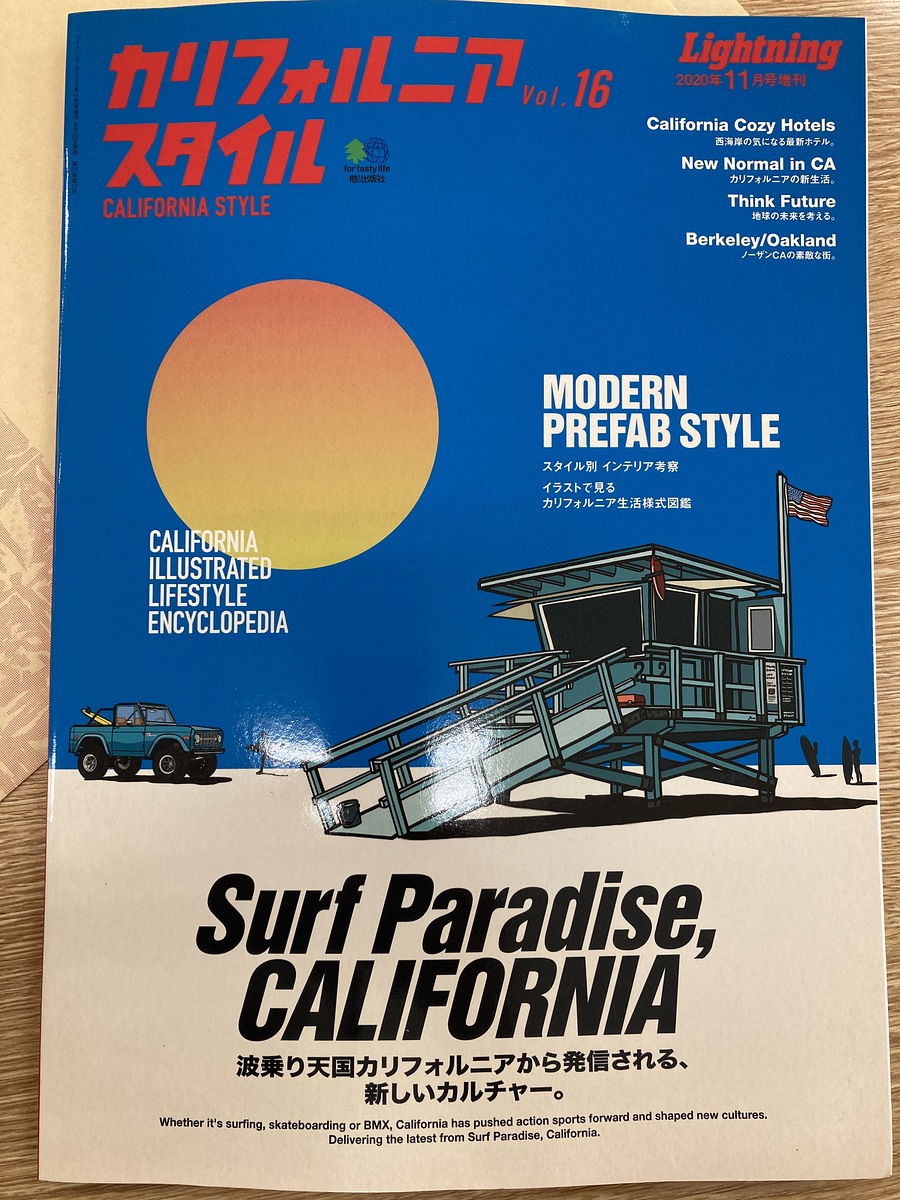 カリフォルニア Vol.16
スタイル
CALIFORNIA STYLE
for tasty life
枻出版社
Lightning
2020年11月号増刊
California Cozy Hotels
西海岸の気になる最新ホテル。
New Normal in CA
カリフォルニアの新生活。
Think Future
地球の未来を考える。
Berkeley/Oakland
ノーザンCAの素敵な街。
MODERN
PREFAB STYLE
スタイル別 インテリア考察
イラストで見る
カリフォルニア生活様式図鑑
CALIFORNIA
ILLUSTRATED
LIFESTYLE
ENCYCLOPEDIA
22
Surf Paradise,
CALIFORNIA
波乗り天国カリフォルニアから発信される、
新しいカルチャー。
Whether it's surfing, skateboarding or BMX, California has pushed action sports forward and shaped new cultures.
Delivering the latest from Surf Paradise, California.